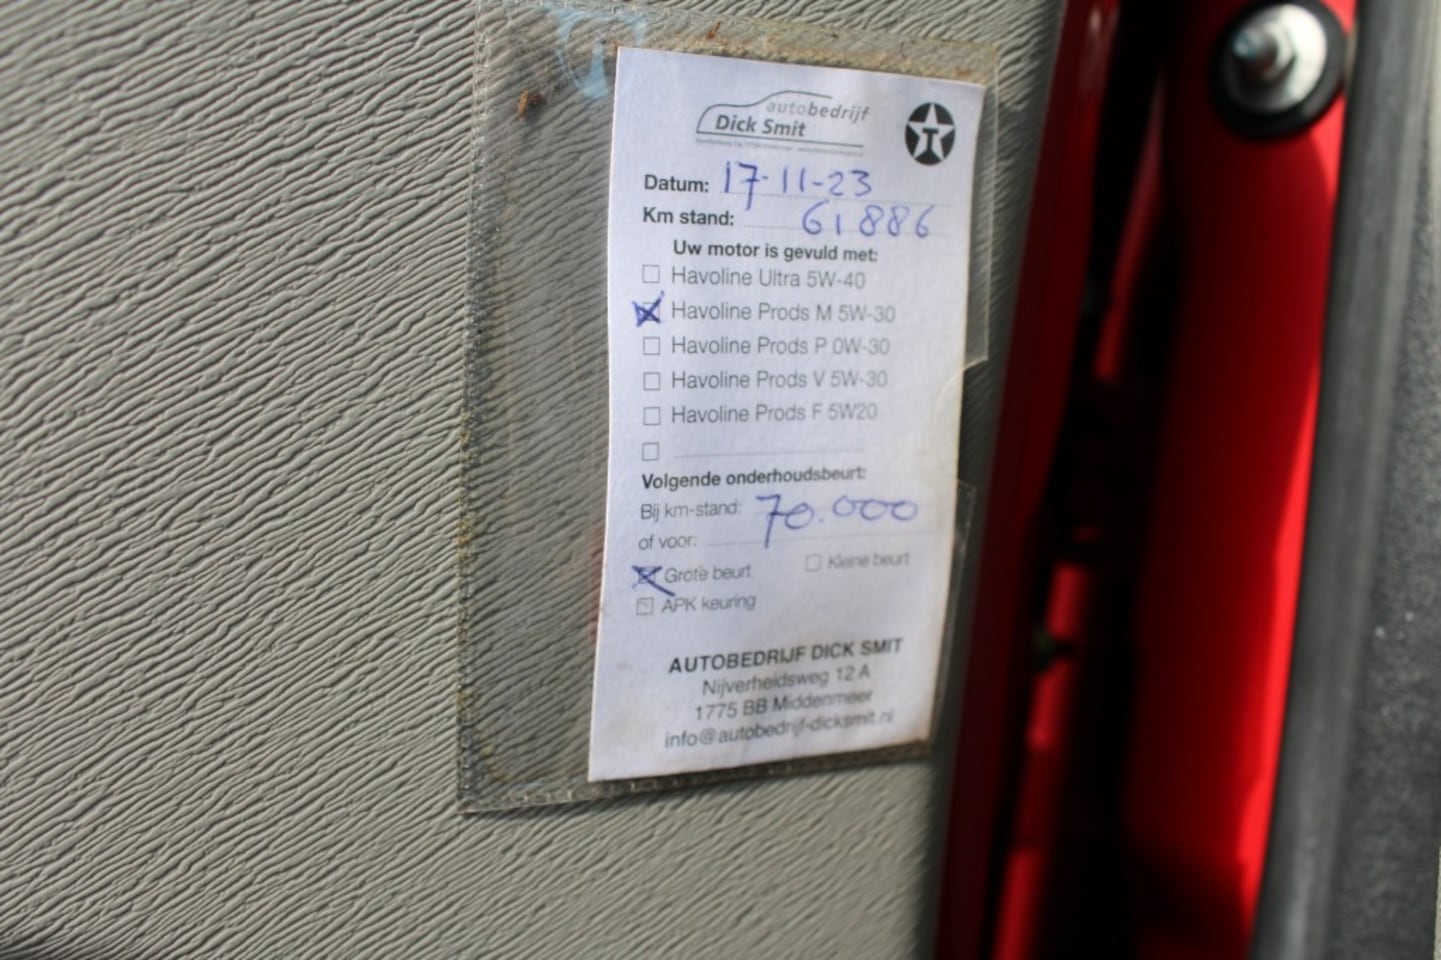 autobedrijf
Dick Smit
T
Datum: 17-11-23
Km stand: 61886
Uw motor is gevuld met:
Havoline Ultra 5W-40
Havoline Prods M 5W-30
Havoline Prods P 0W-30
Havoline Prods V 5W-30
Havoline Prods F 5W20
Volgende onderhoudsbeurt:
Bij km-stand: 70.000
of voor:
Grote beurt Kleine beurt
APK keuring
AUTOBEDRIJF DICK SMIT
Nijverheidsweg 12 A
1775 BB Middenmeer
info@autobedrijf-dicksmit.nl